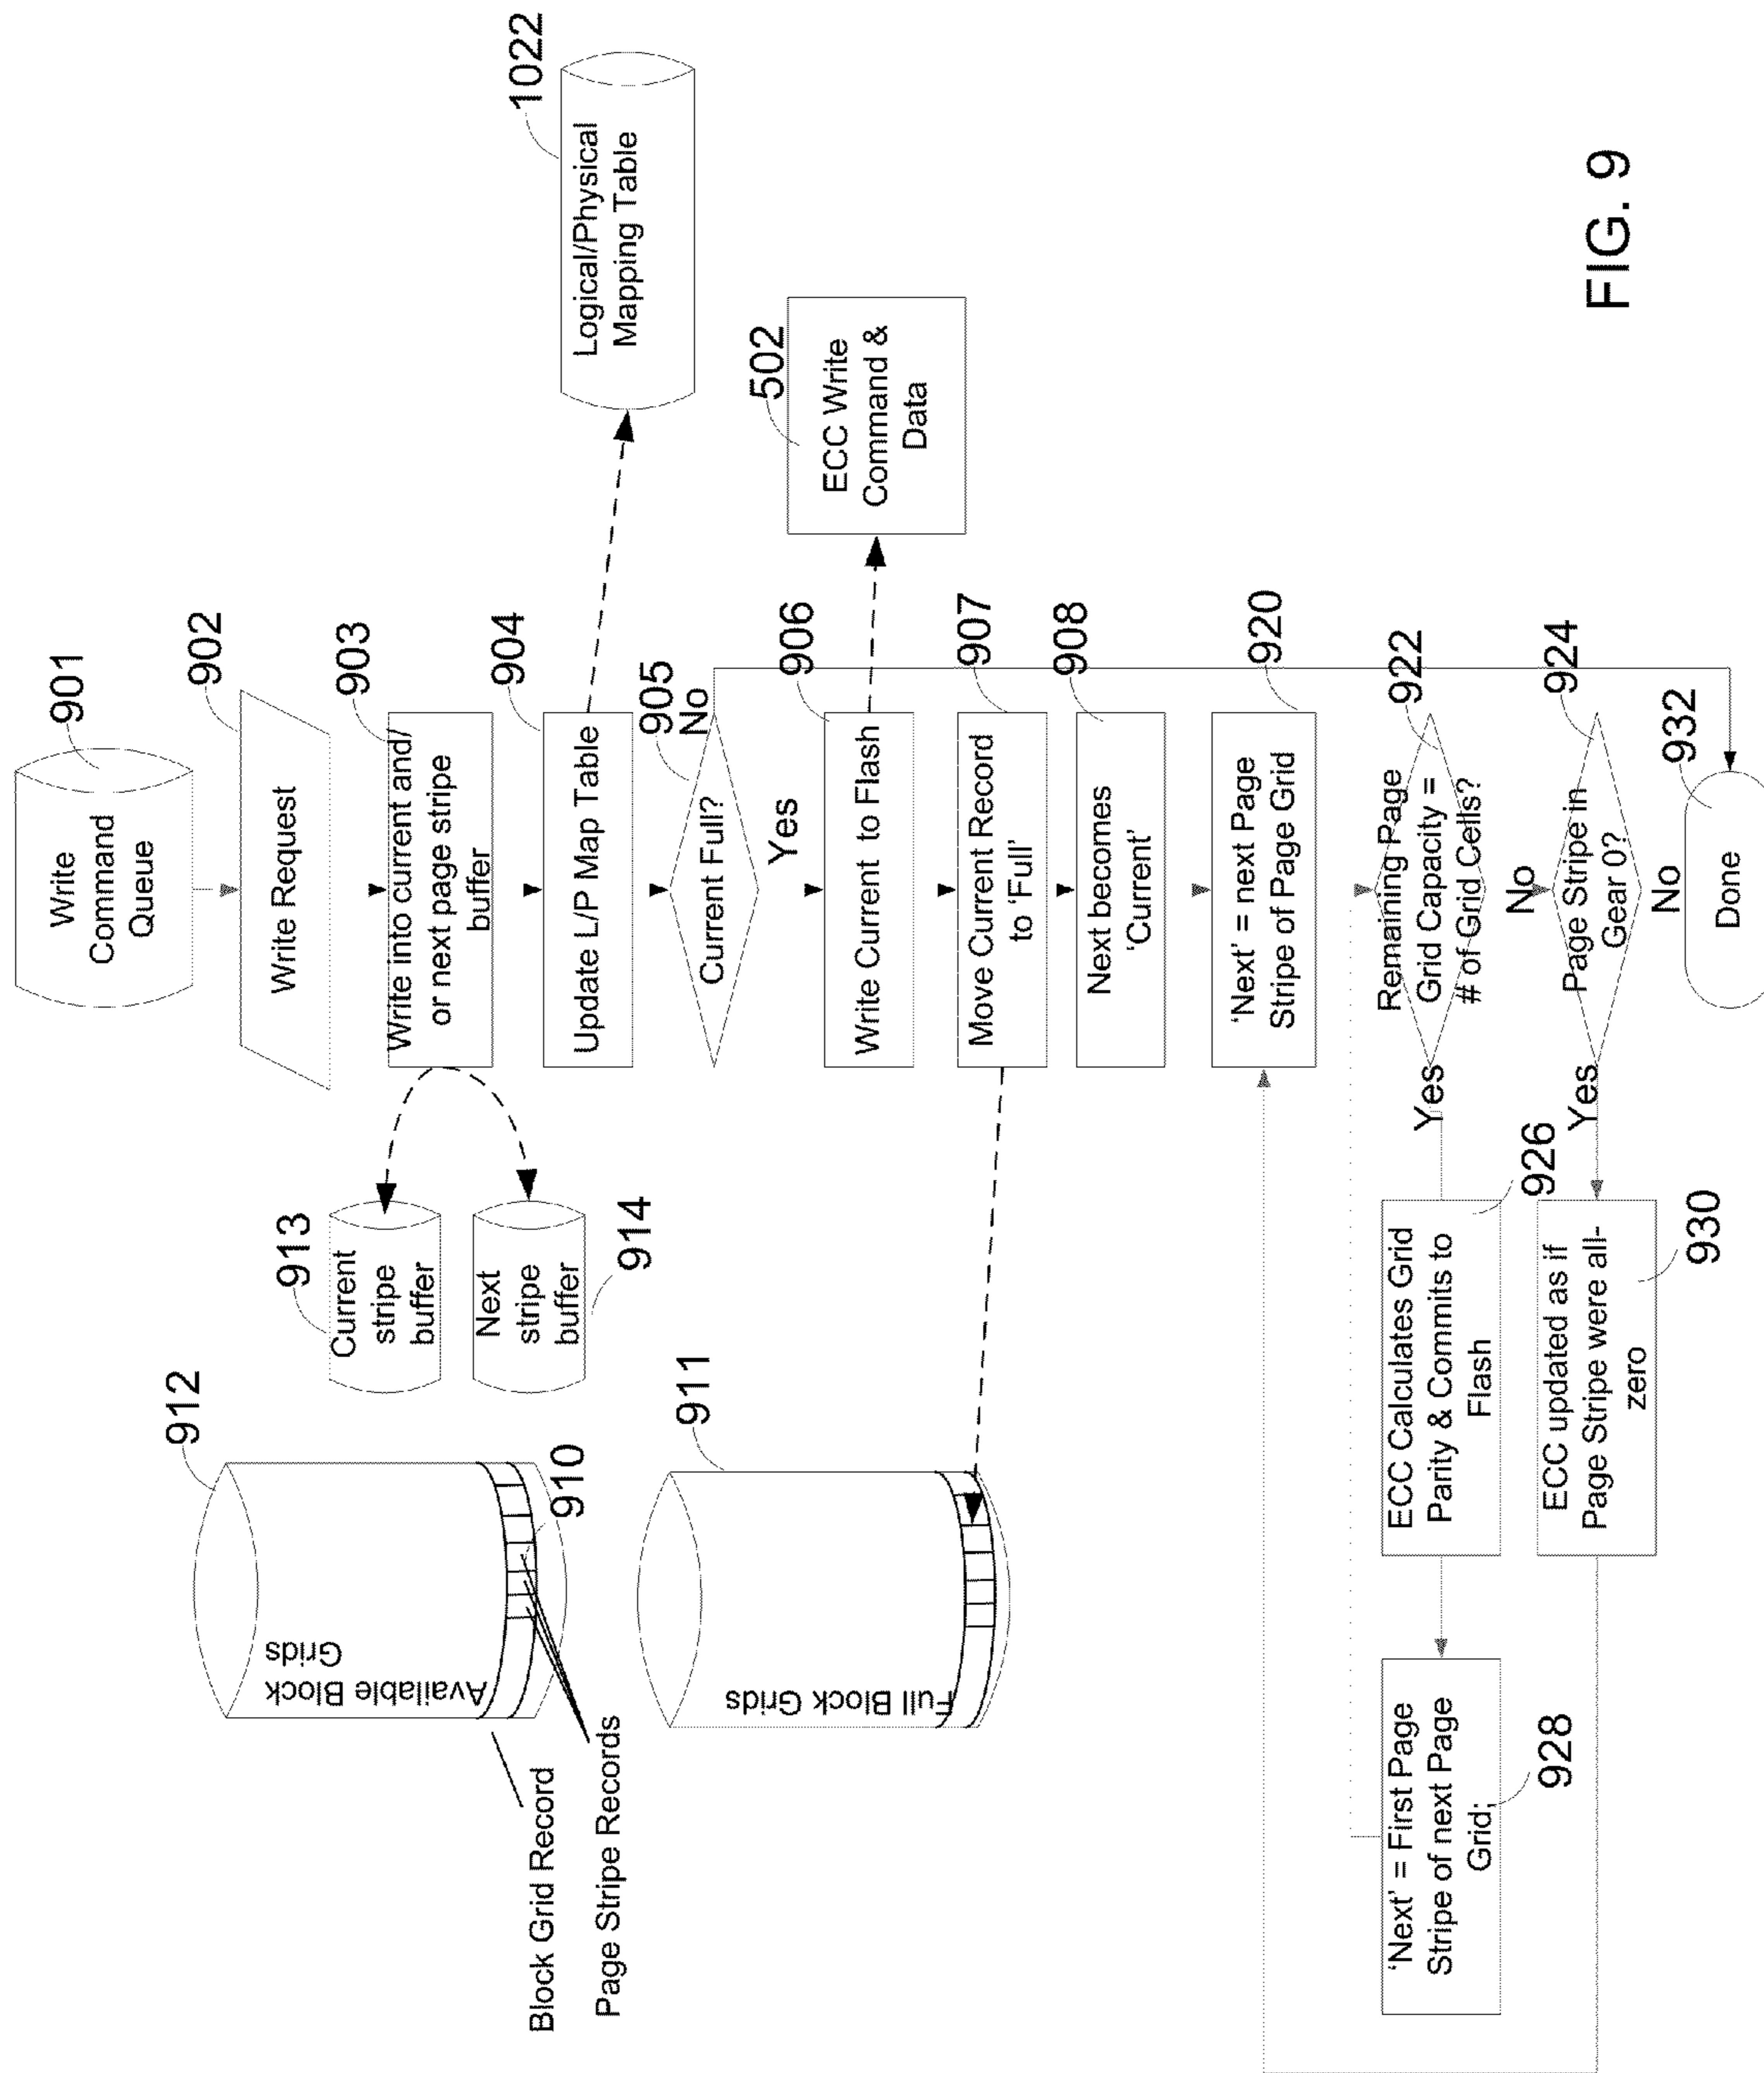 901
Write
Command
Queue
902
Write Request
903
Write into current and/
or next page stripe
buffer
913
Current
stripe
buffer
Next
stripe
buffer
914
904
Update L/P Map Table
1022
Logical/Physical
Mapping Table
905
Current Full?
No
Yes
906
Write Current to Flash
502
ECC Write
Command &
Data
907
Move Current Record
to 'Full'
908
Next becomes
'Current'
920
'Next' = next Page
Stripe of Page Grid
922
Remaining Page
Grid Capacity =
# of Grid Cells?
Yes
No
924
Page Stripe in
Gear 0?
Yes
No
932
Done
926
ECC Calculates Grid
Parity & Commits to
Flash
930
ECC updated as if
Page Stripe were all-
zero
'Next' = First Page
Stripe of next Page
Grid;
928
912
Available Block
Grids
910
Block Grid Record
Page Stripe Records
911
Full Block Grids
FIG. 9